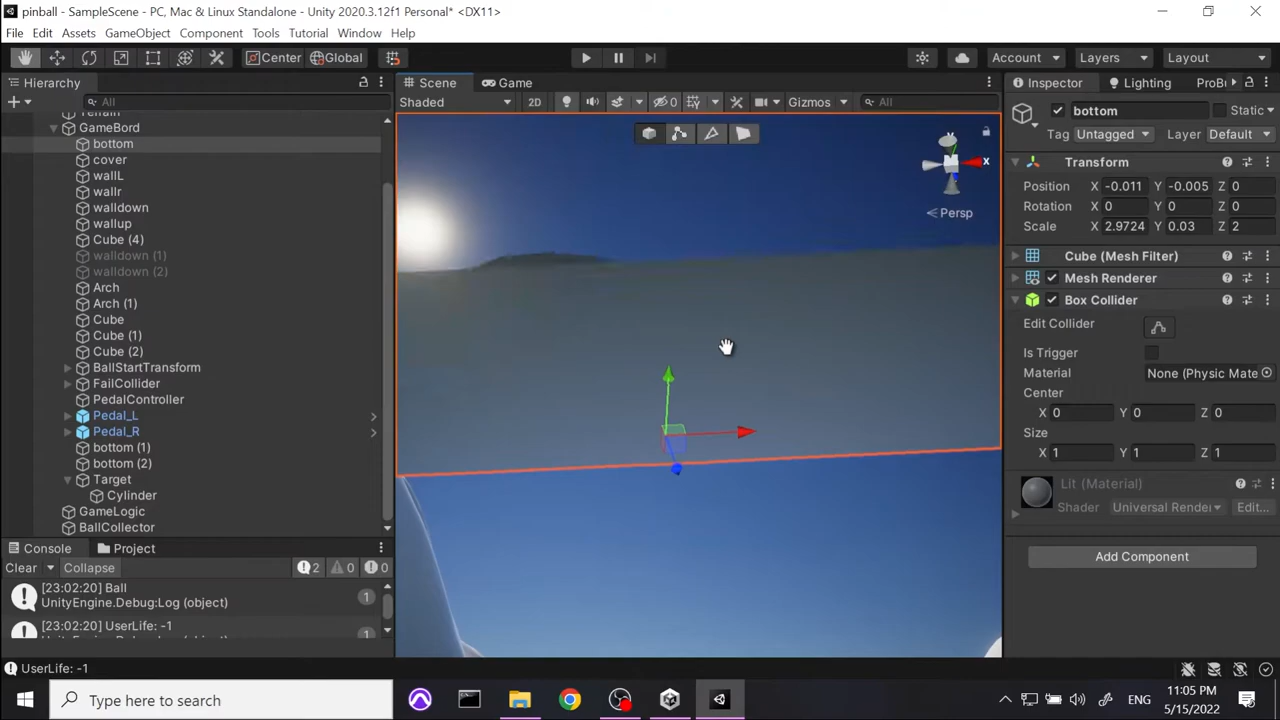 pinball - SampleScene - PC, Mac & Linux Standalone - Unity 2020.3.12f1 Personal* <DX11>
File Edit Assets GameObject Component Tools Tutorial Window Help
Center Global Account Layers Layout
Hierarchy
All
GameBord
bottom
cover
wallL
wallr
walldown
wallup
Cube (4)
walldown (1)
walldown (2)
Arch
Arch (1)
Cube
Cube (1)
Cube (2)
BallStartTransform
FailCollider
PedalController
Pedal_L
Pedal_R
bottom (1)
bottom (2)
Target
Cylinder
GameLogic
BallCollector
Console Project
Clear Collapse 2 0 0
[23:02:20] Ball
UnityEngine.Debug:Log (object)
1
[23:02:20] UserLife: -1
1
UserLife: -1
Scene Game
Shaded 2D 0 Gizmos All
y
x
Persp
Inspector Lighting ProB
bottom Static
Tag Untagged Layer Default
Transform
Position X -0.011 Y -0.005 Z 0
Rotation X 0 Y 0 Z 0
Scale X 2.9724 Y 0.03 Z 2
Cube (Mesh Filter)
Mesh Renderer
Box Collider
Edit Collider
Is Trigger
Material None (Physic Mate
Center
X 0 Y 0 Z 0
Size
X 1 Y 1 Z 1
Lit (Material)
Shader Universal Render Edit...
Add Component
Type here to search
ENG
11:05 PM
5/15/2022